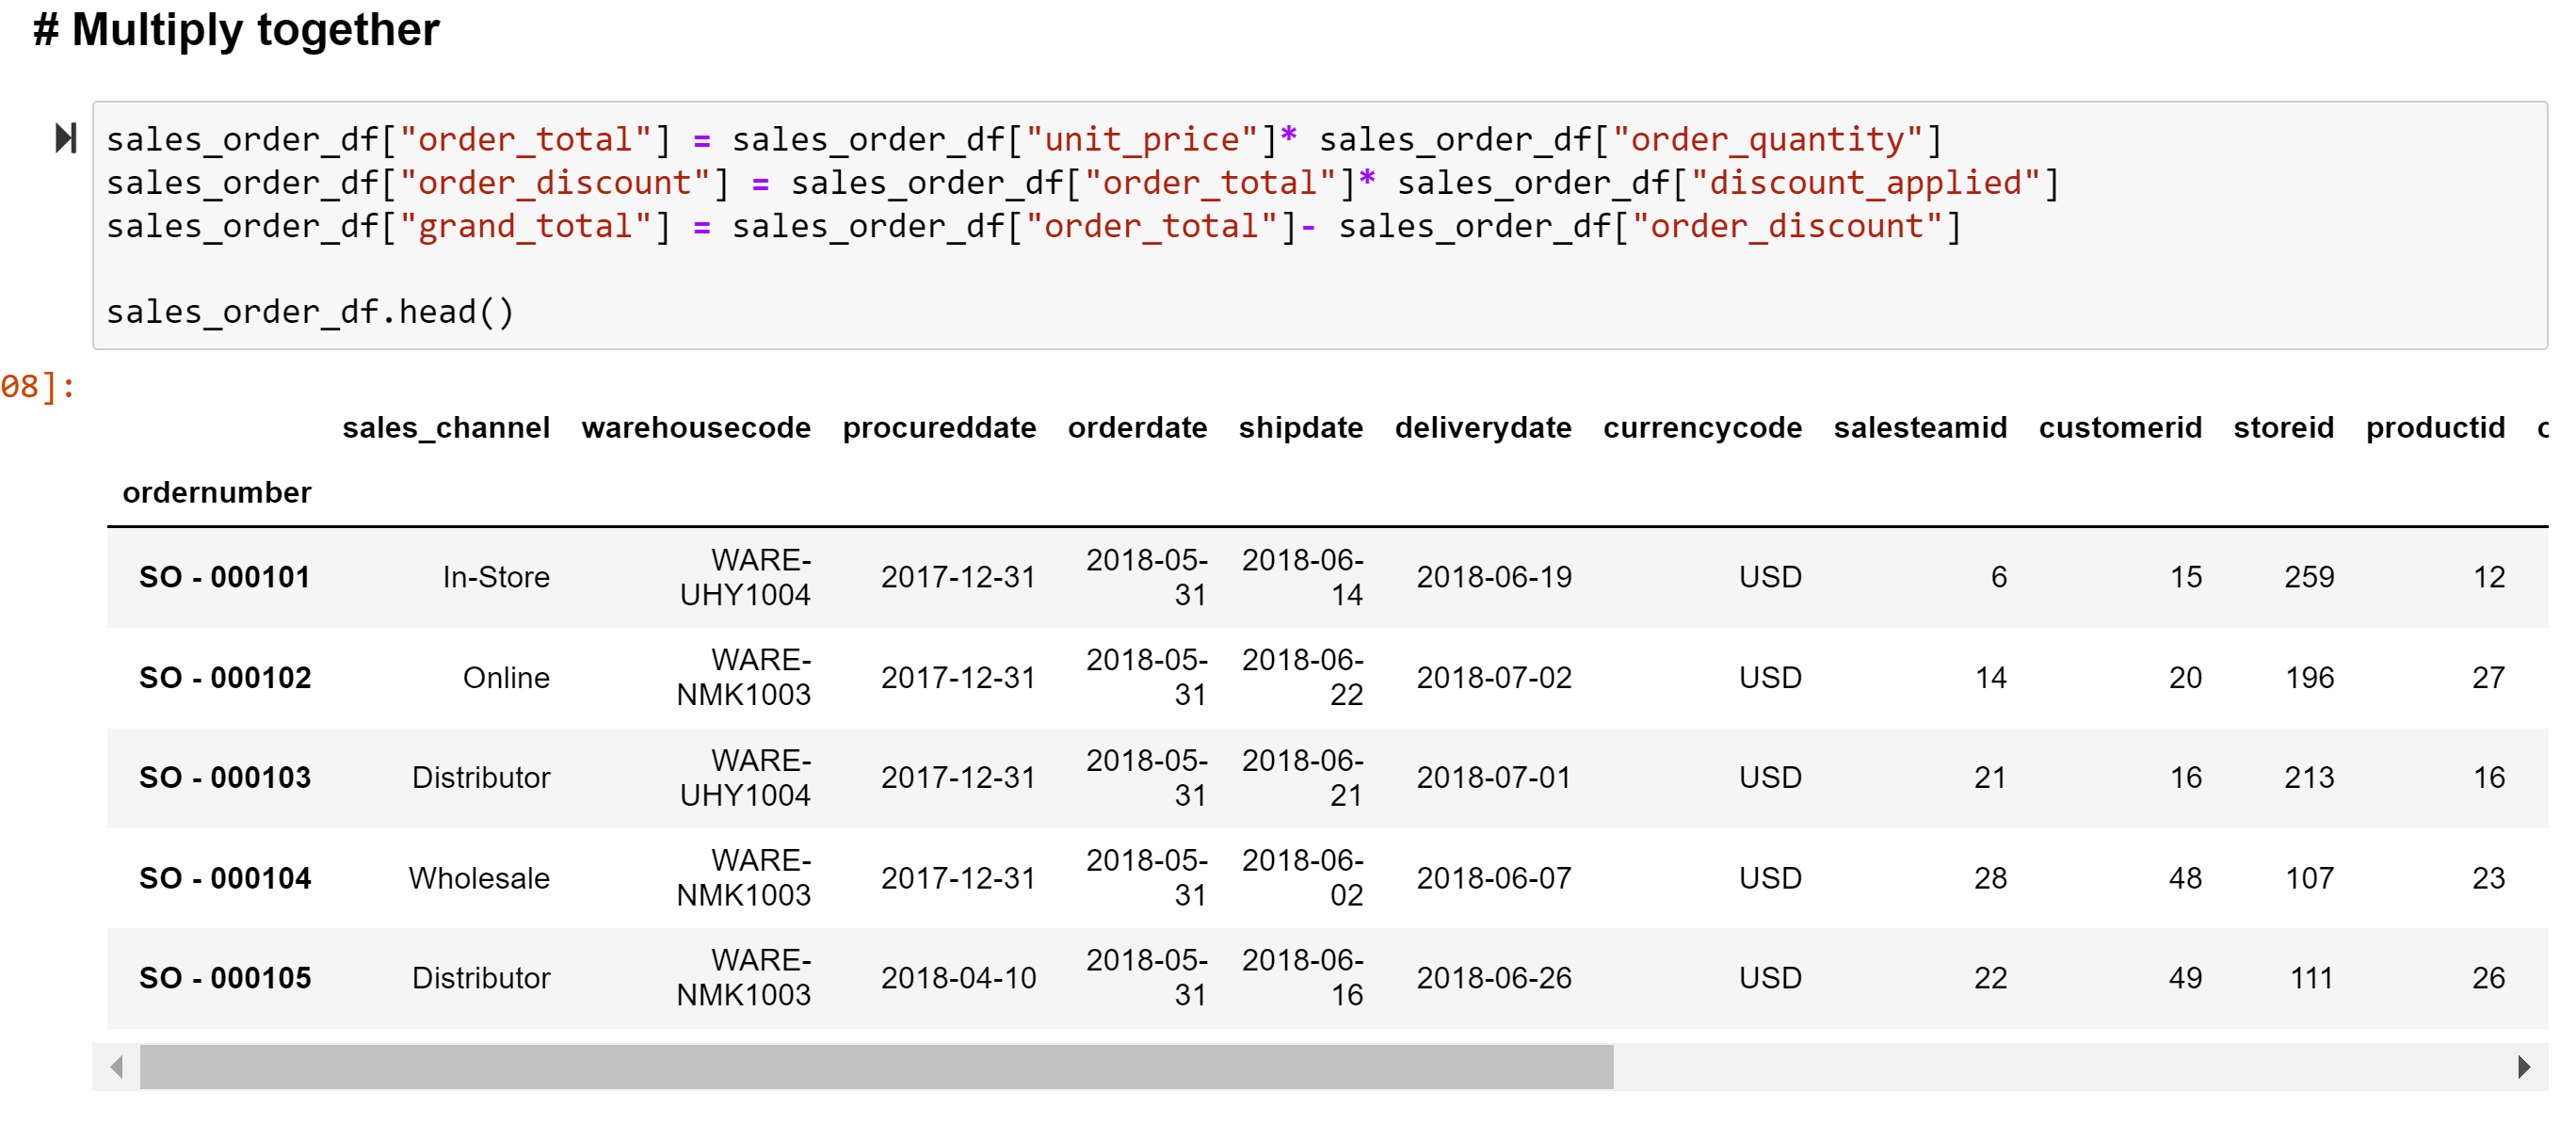 # Multiply together
sales_order_df["order_total"] = sales_order_df["unit_price"]* sales_order_df["order_quantity"]
sales_order_df["order_discount"] = sales_order_df["order_total"]* sales_order_df["discount_applied"]
sales_order_df["grand_total"] = sales_order_df["order_total"]- sales_order_df["order_discount"]
sales_order_df.head()
08]:
sales_channel warehousecode procureddate orderdate shipdate deliverydate currencycode salesteamid customerid storeid productid
ordernumber
SO - 000101 In-Store WARE-UHY1004 2017-12-31 2018-05-31 2018-06-14 2018-06-19 USD 6 15 259 12
SO - 000102 Online WARE-NMK1003 2017-12-31 2018-05-31 2018-06-22 2018-07-02 USD 14 20 196 27
SO - 000103 Distributor WARE-UHY1004 2017-12-31 2018-05-31 2018-06-21 2018-07-01 USD 21 16 213 16
SO - 000104 Wholesale WARE-NMK1003 2017-12-31 2018-05-31 2018-06-02 2018-06-07 USD 28 48 107 23
SO - 000105 Distributor WARE-NMK1003 2018-04-10 2018-05-31 2018-06-16 2018-06-26 USD 22 49 111 26